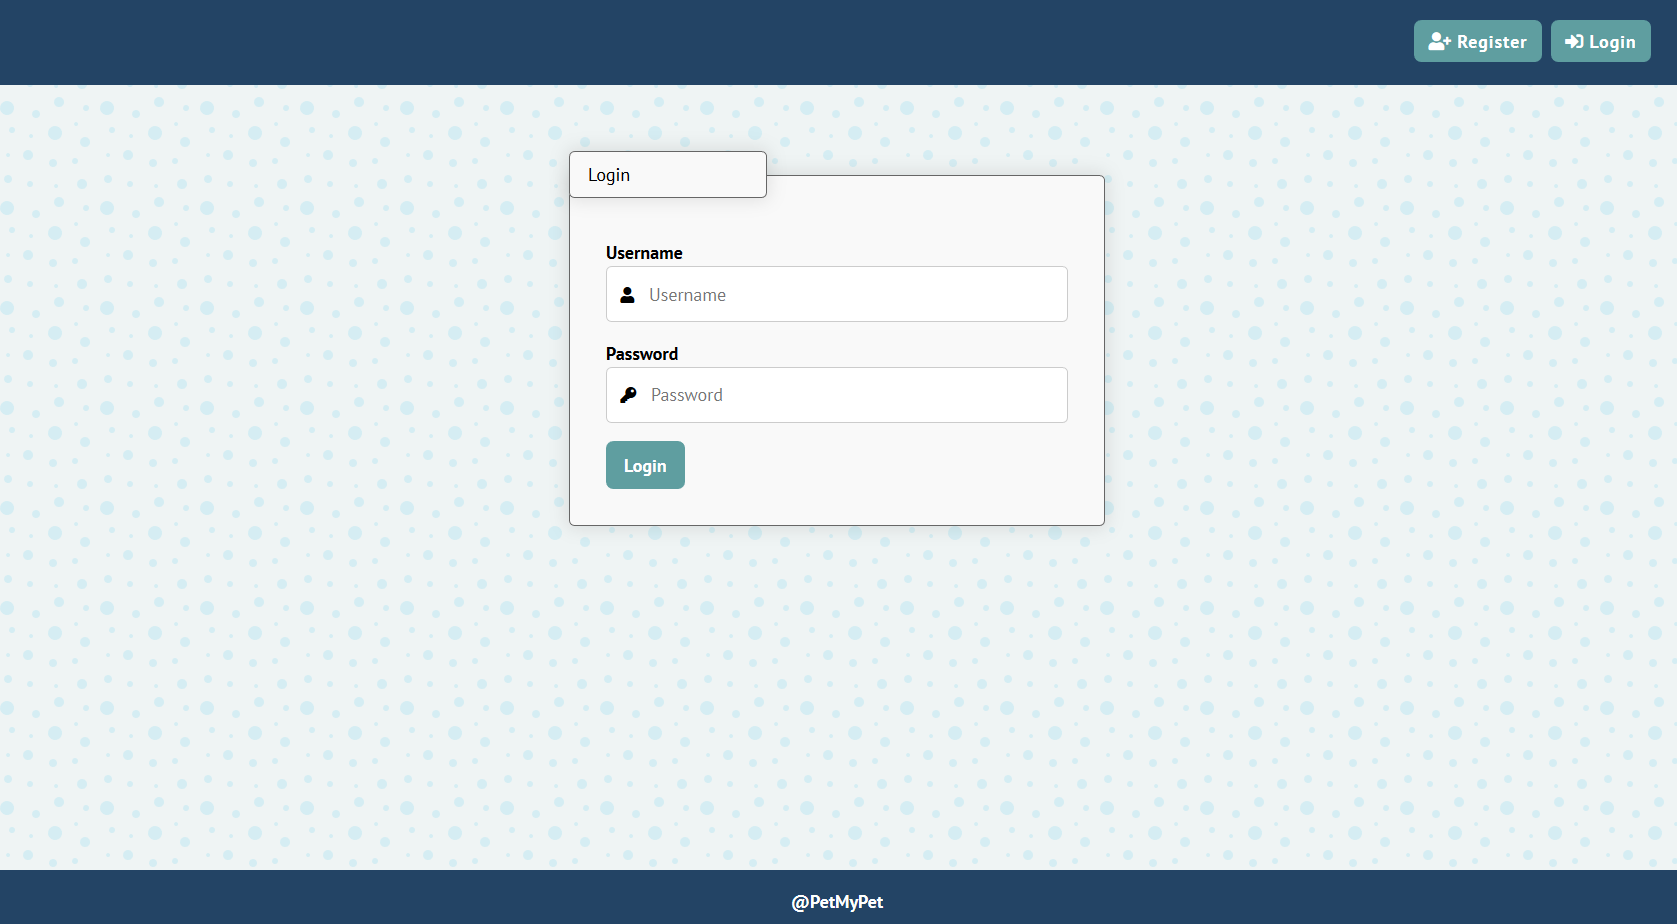 Register Login
Login
Username
Username
Password
Password
Login
@PetMyPet